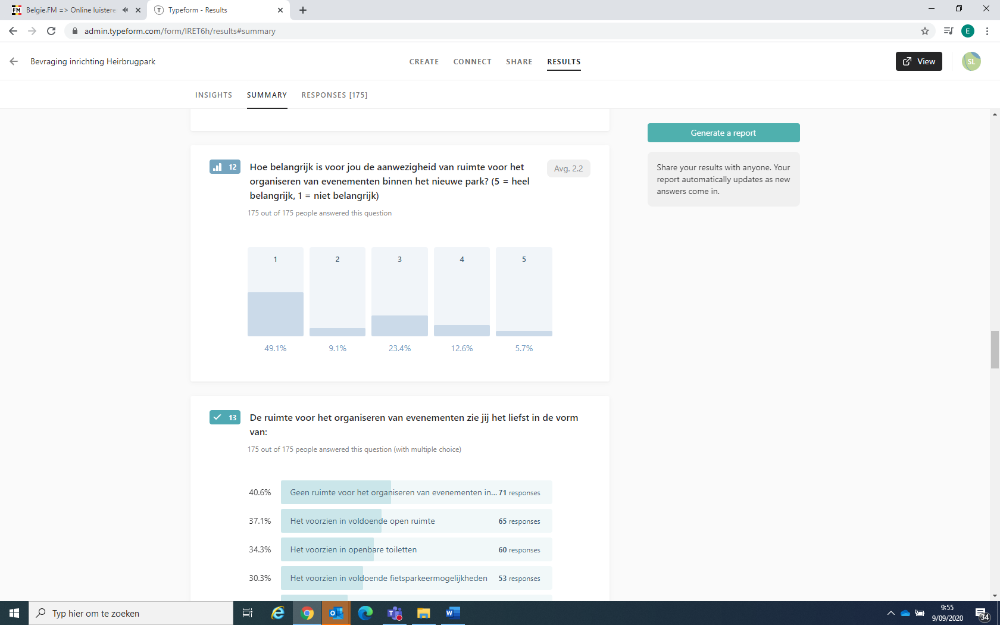 Belgie.FM => Online luistere
Typeform - Results
admin.typeform.com/form/IRET6h/results#summary
E
Bevraging inrichting Heirbrugpark
CREATE
CONNECT
SHARE
RESULTS
View
SL
INSIGHTS
SUMMARY
RESPONSES [175]
Generate a report
Share your results with anyone. Your
report automatically updates as new
answers come in.
12
Hoe belangrijk is voor jou de aanwezigheid van ruimte voor het
organiseren van evenementen binnen het nieuwe park? (5 = heel
belangrijk, 1 = niet belangrijk)
Avg. 2.2
175 out of 175 people answered this question
1
2
3
4
5
49.1%
9.1%
23.4%
12.6%
5.7%
13
De ruimte voor het organiseren van evenementen zie jij het liefst in de vorm
van:
175 out of 175 people answered this question (with multiple choice)
40.6% Geen ruimte voor het organiseren van evenementen in... 71 responses
37.1% Het voorzien in voldoende open ruimte 65 responses
34.3% Het voorzien in openbare toiletten 60 responses
30.3% Het voorzien in voldoende fietsparkeermogelijkheden 53 responses
Typ hier om te zoeken
9:55
9/09/2020
34